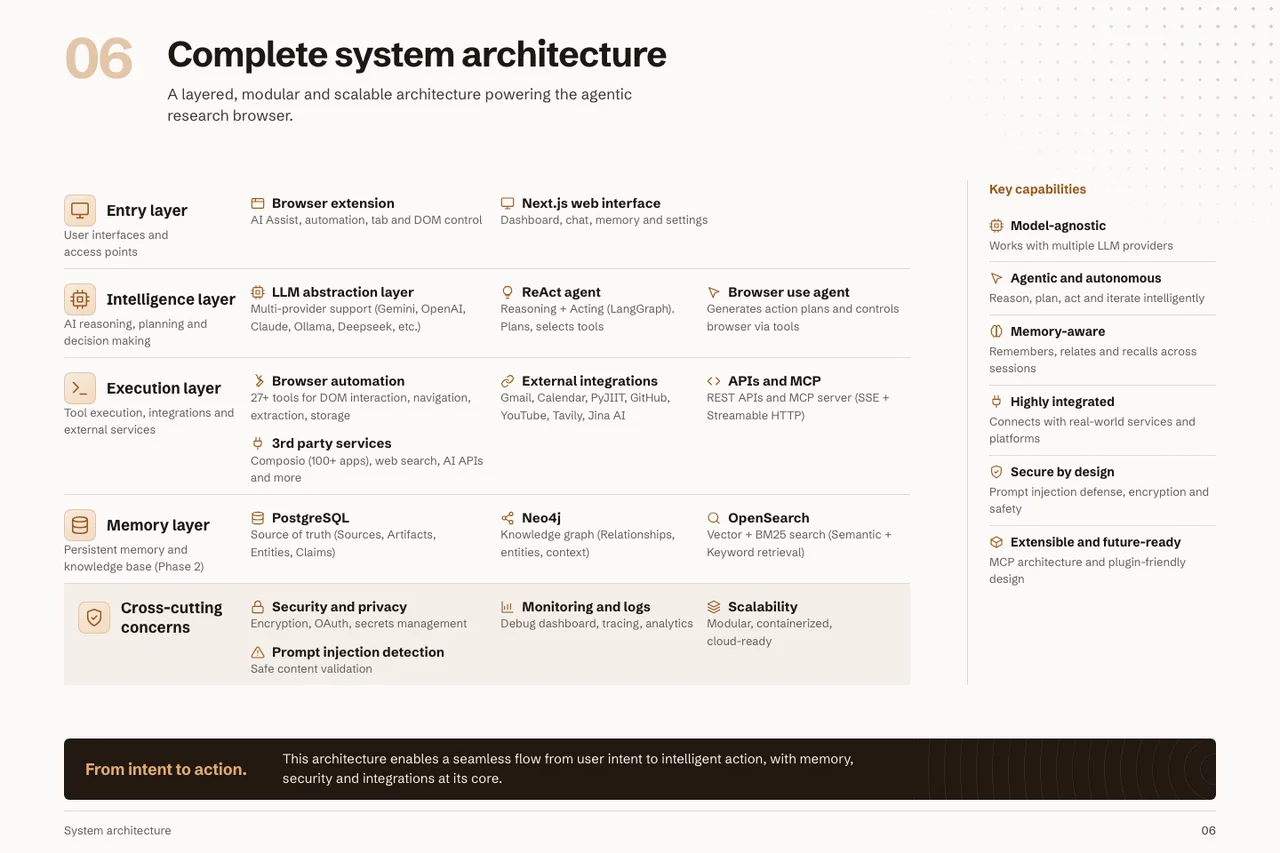 06
Complete system architecture
A layered, modular and scalable architecture powering the agentic
research browser.
Entry layer
User interfaces and
access points
Browser extension
AI Assist, automation, tab and DOM control
Next.js web interface
Dashboard, chat, memory and settings
Intelligence layer
AI reasoning, planning and
decision making
LLM abstraction layer
Multi-provider support (Gemini, OpenAI,
Claude, Ollama, Deepseek, etc.)
ReAct agent
Reasoning + Acting (LangGraph).
Plans, selects tools
Browser use agent
Generates action plans and controls
browser via tools
Execution layer
Tool execution, integrations and
external services
Browser automation
27+ tools for DOM interaction, navigation,
extraction, storage
External integrations
Gmail, Calendar, PyJIIT, GitHub,
YouTube, Tavily, Jina AI
APIs and MCP
REST APIs and MCP server (SSE +
Streamable HTTP)
3rd party services
Composio (100+ apps), web search, AI APIs
and more
Memory layer
Persistent memory and
knowledge base (Phase 2)
PostgreSQL
Source of truth (Sources, Artifacts,
Entities, Claims)
Neo4j
Knowledge graph (Relationships,
entities, context)
OpenSearch
Vector + BM25 search (Semantic +
Keyword retrieval)
Cross-cutting
concerns
Security and privacy
Encryption, OAuth, secrets management
Monitoring and logs
Debug dashboard, tracing, analytics
Scalability
Modular, containerized,
cloud-ready
Prompt injection detection
Safe content validation
Key capabilities
Model-agnostic
Works with multiple LLM providers
Agentic and autonomous
Reason, plan, act and iterate intelligently
Memory-aware
Remembers, relates and recalls across
sessions
Highly integrated
Connects with real-world services and
platforms
Secure by design
Prompt injection defense, encryption and
safety
Extensible and future-ready
MCP architecture and plugin-friendly
design
From intent to action.
This architecture enables a seamless flow from user intent to intelligent action, with memory,
security and integrations at its core.
System architecture
06